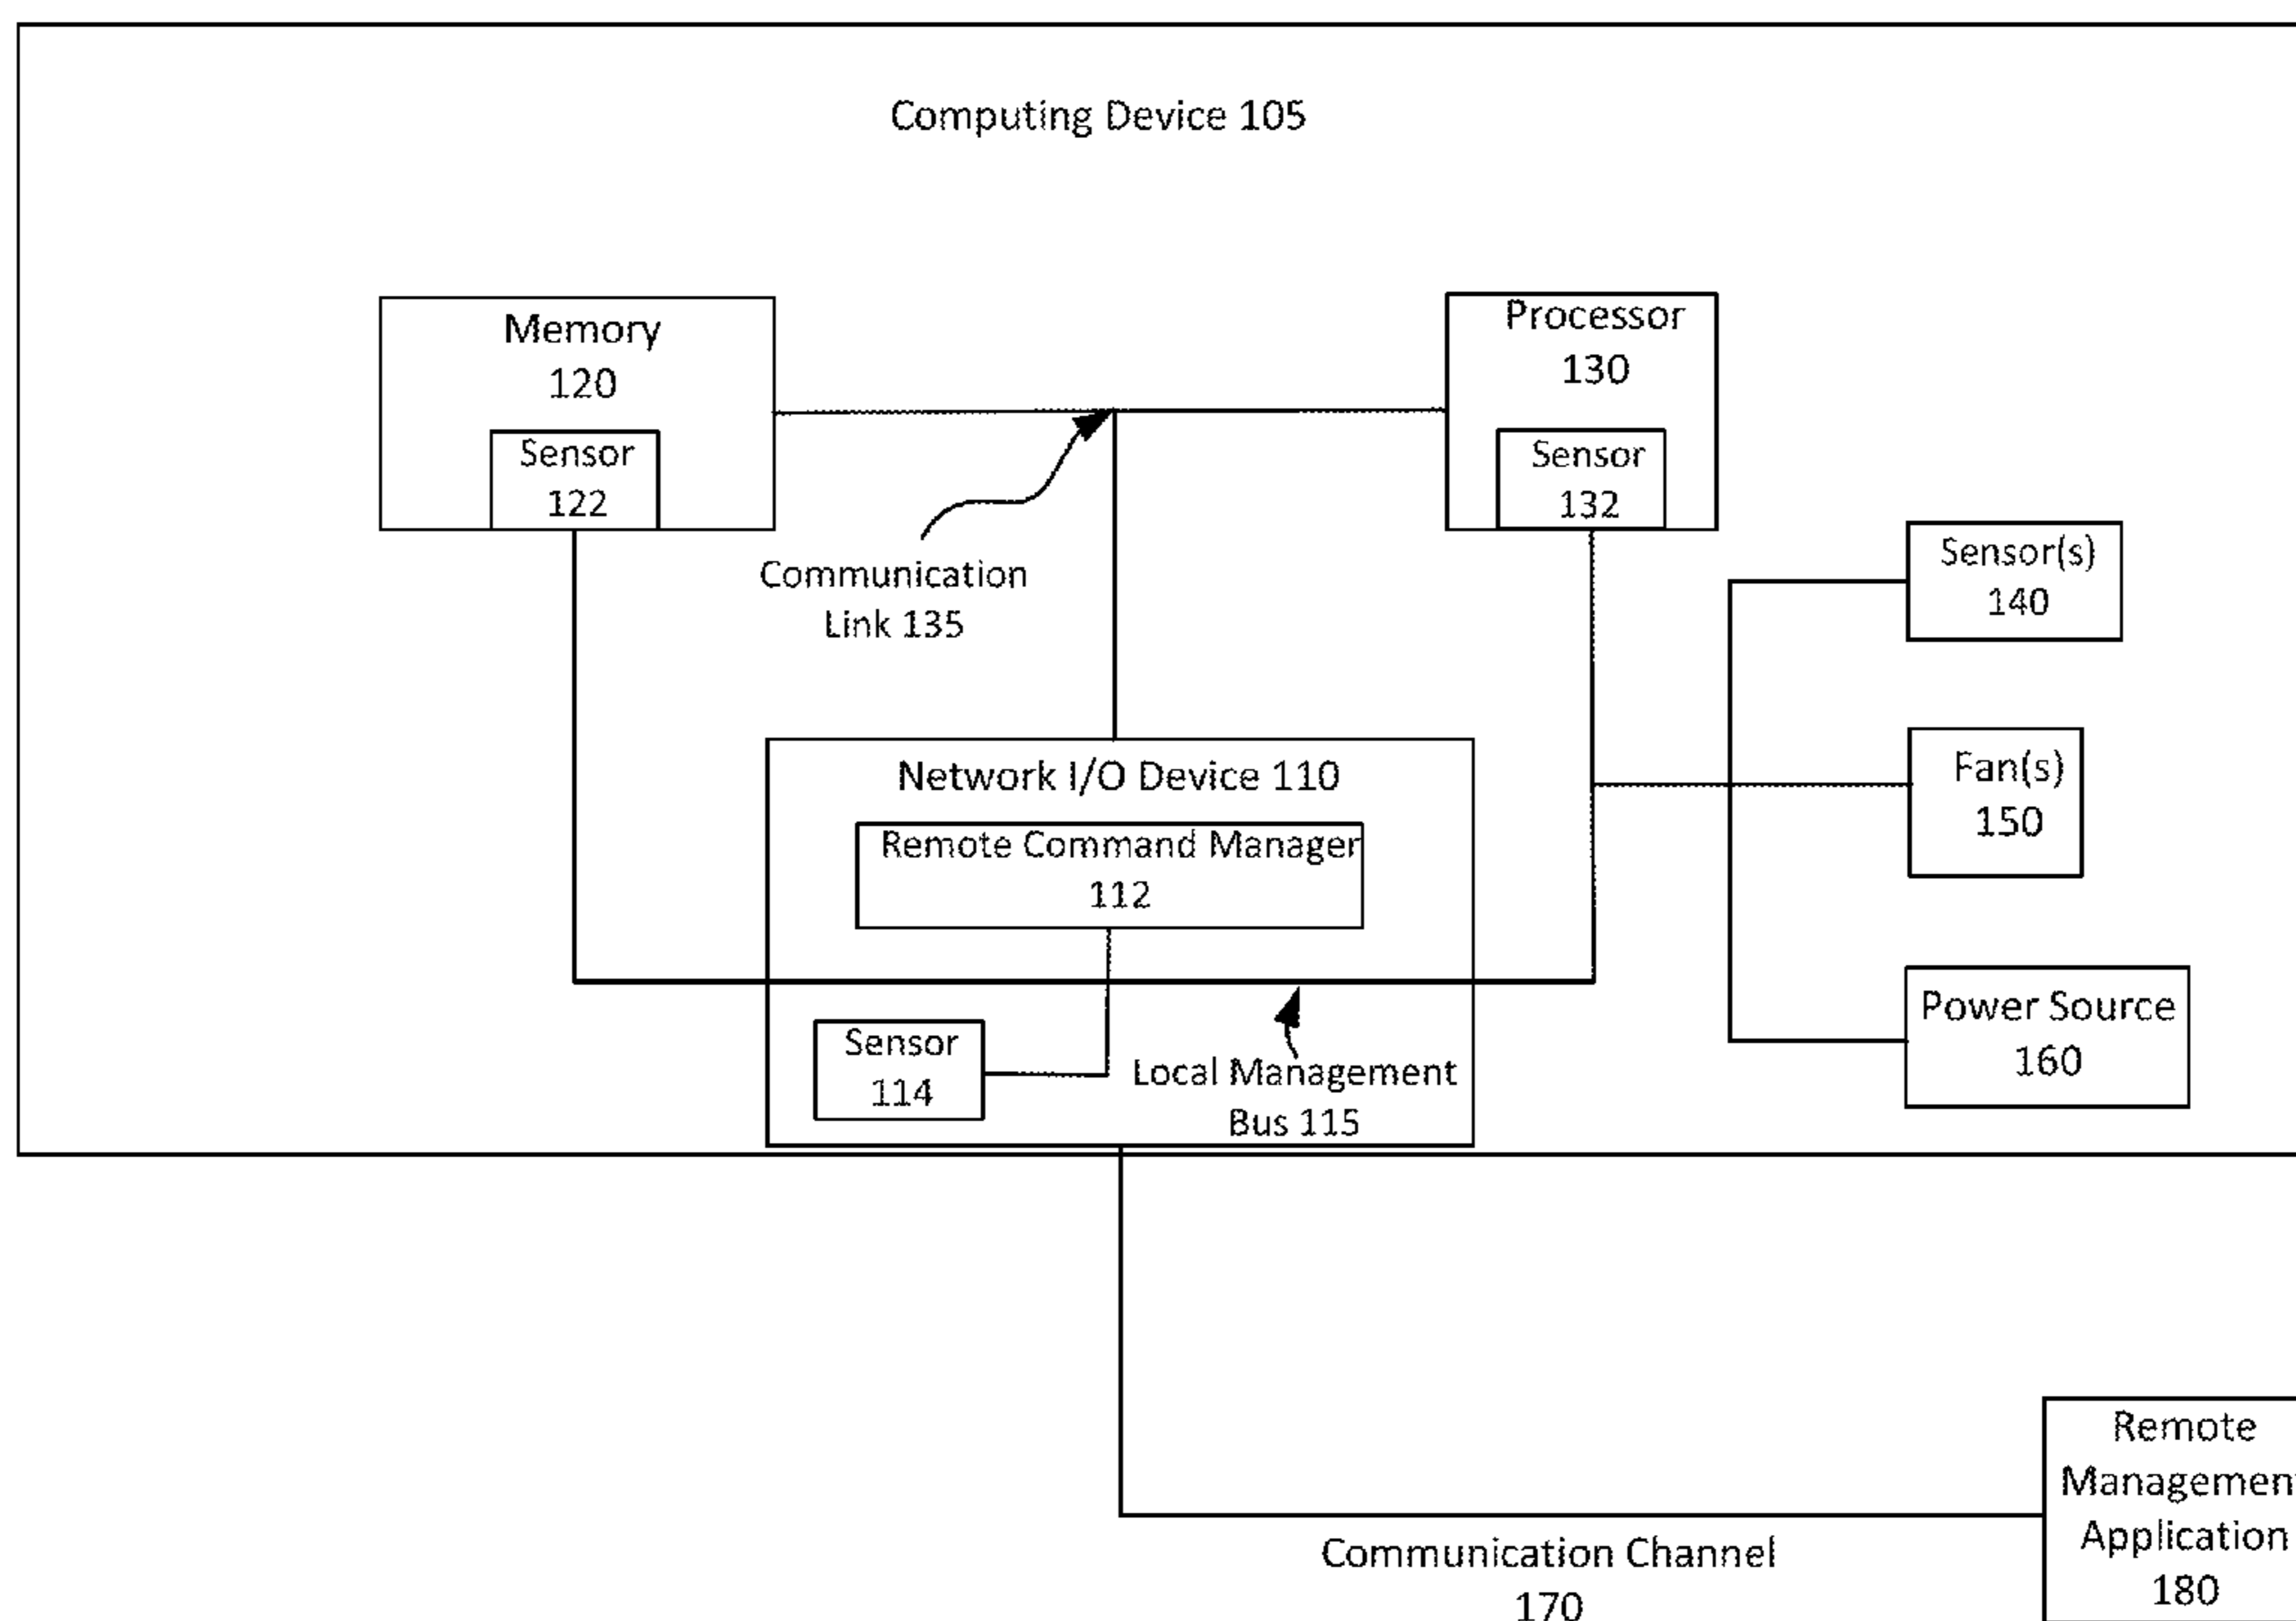 Computing Device 105
Memory
120
Sensor
122
Processor
130
Sensor
132
Communication
Link 135
Sensor(s)
140
Fan(s)
150
Power Source
160
Network I/O Device 110
Remote Command Manager
112
Sensor
114
Local Management
Bus 115
Communication Channel
170
Remote
Managemen
Application
180